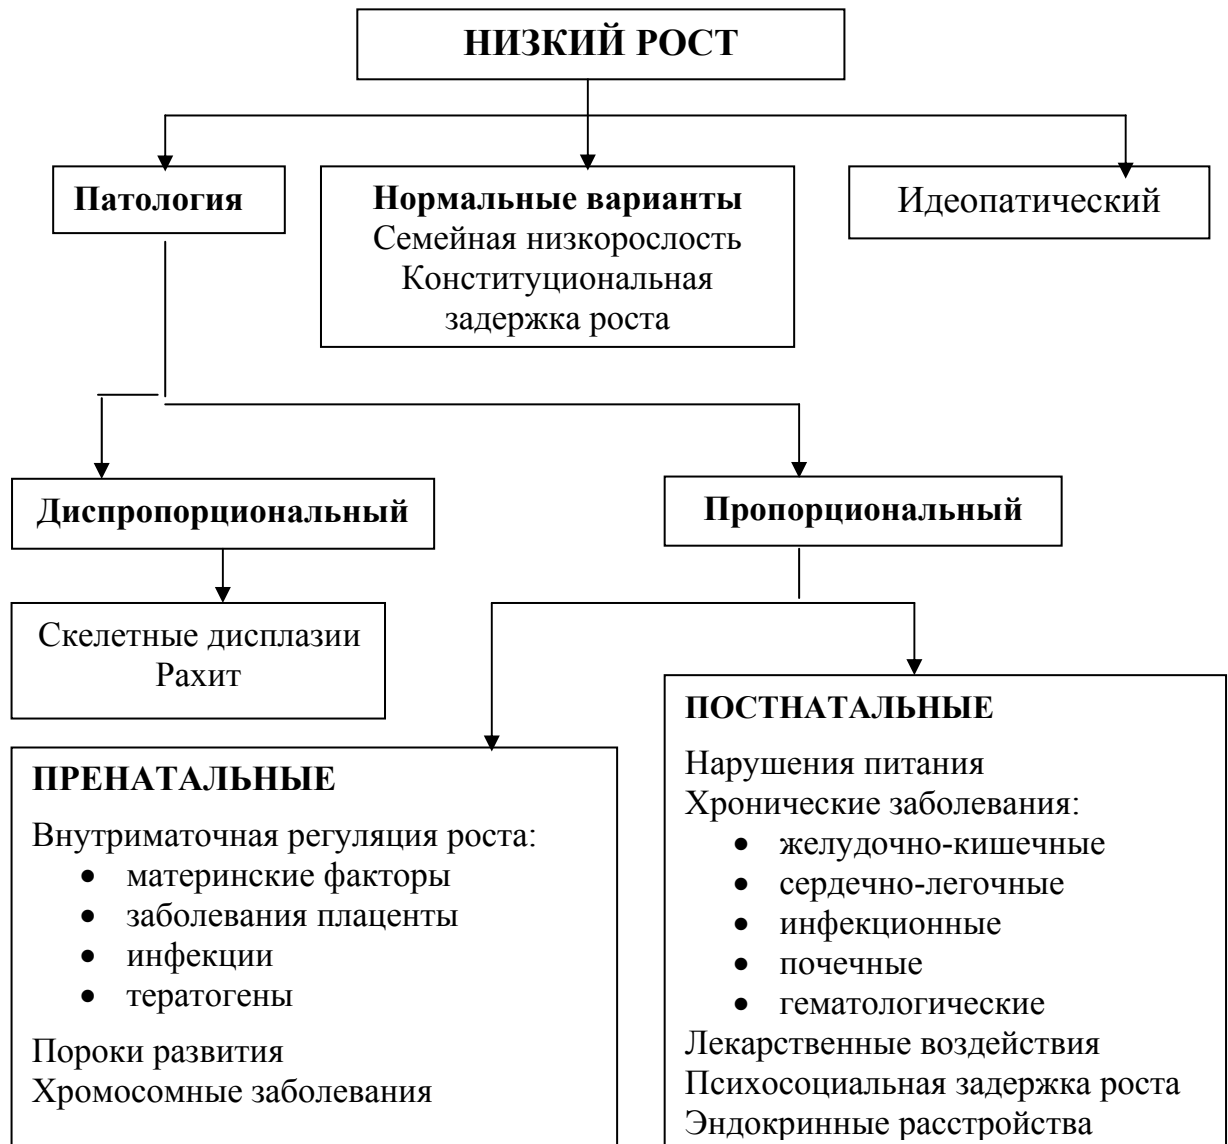 НИЗКИЙ РОСТ
Патология
Нормальные варианты
Семейная низкорослость
Конституциональная
задержка роста
Идеопатический
Диспропорциональный
Пропорциональный
Скелетные дисплазии
Рахит
ПРЕНАТАЛЬНЫЕ
Внутриматочная регуляция роста:
• материнские факторы
• заболевания плаценты
• инфекции
• тератогены
Пороки развития
Хромосомные заболевания
ПОСТНАТАЛЬНЫЕ
Нарушения питания
Хронические заболевания:
• желудочно-кишечные
• сердечно-легочные
• инфекционные
• почечные
• гематологические
Лекарственные воздействия
Психосоциальная задержка роста
Эндокринные расстройства